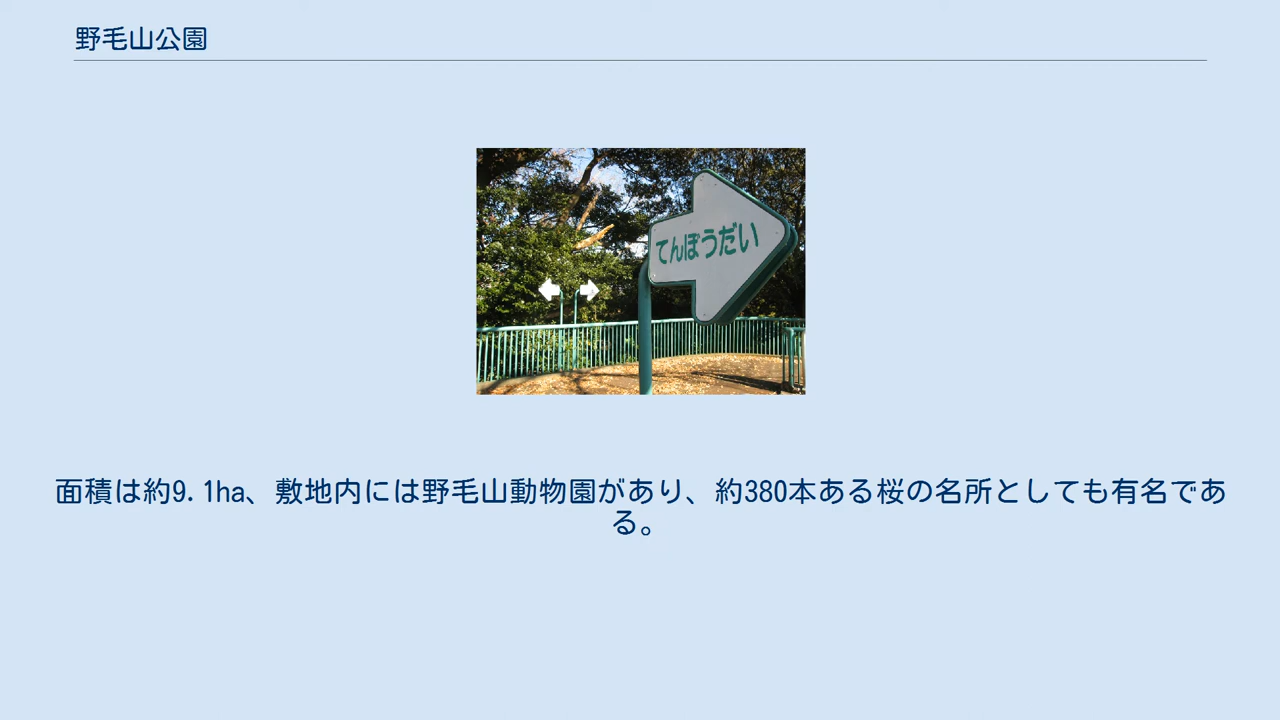 野毛山公園
てんぼうだい
面積は約9.1ha、敷地内には野毛山動物園があり、約380本ある桜の名所としても有名であ
る。